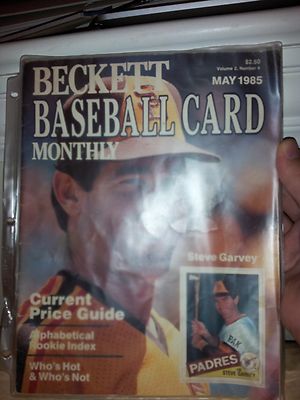 $2.50
Volume 2, Number 4
MAY 1985
BECKETT
BASEBALL CARD
MONTHLY
Steve Garvey
Current
Price Guide
Alphabetical
Rookie Index
Who's Hot
& Who's Not
PADRES
STEVE GARVEY